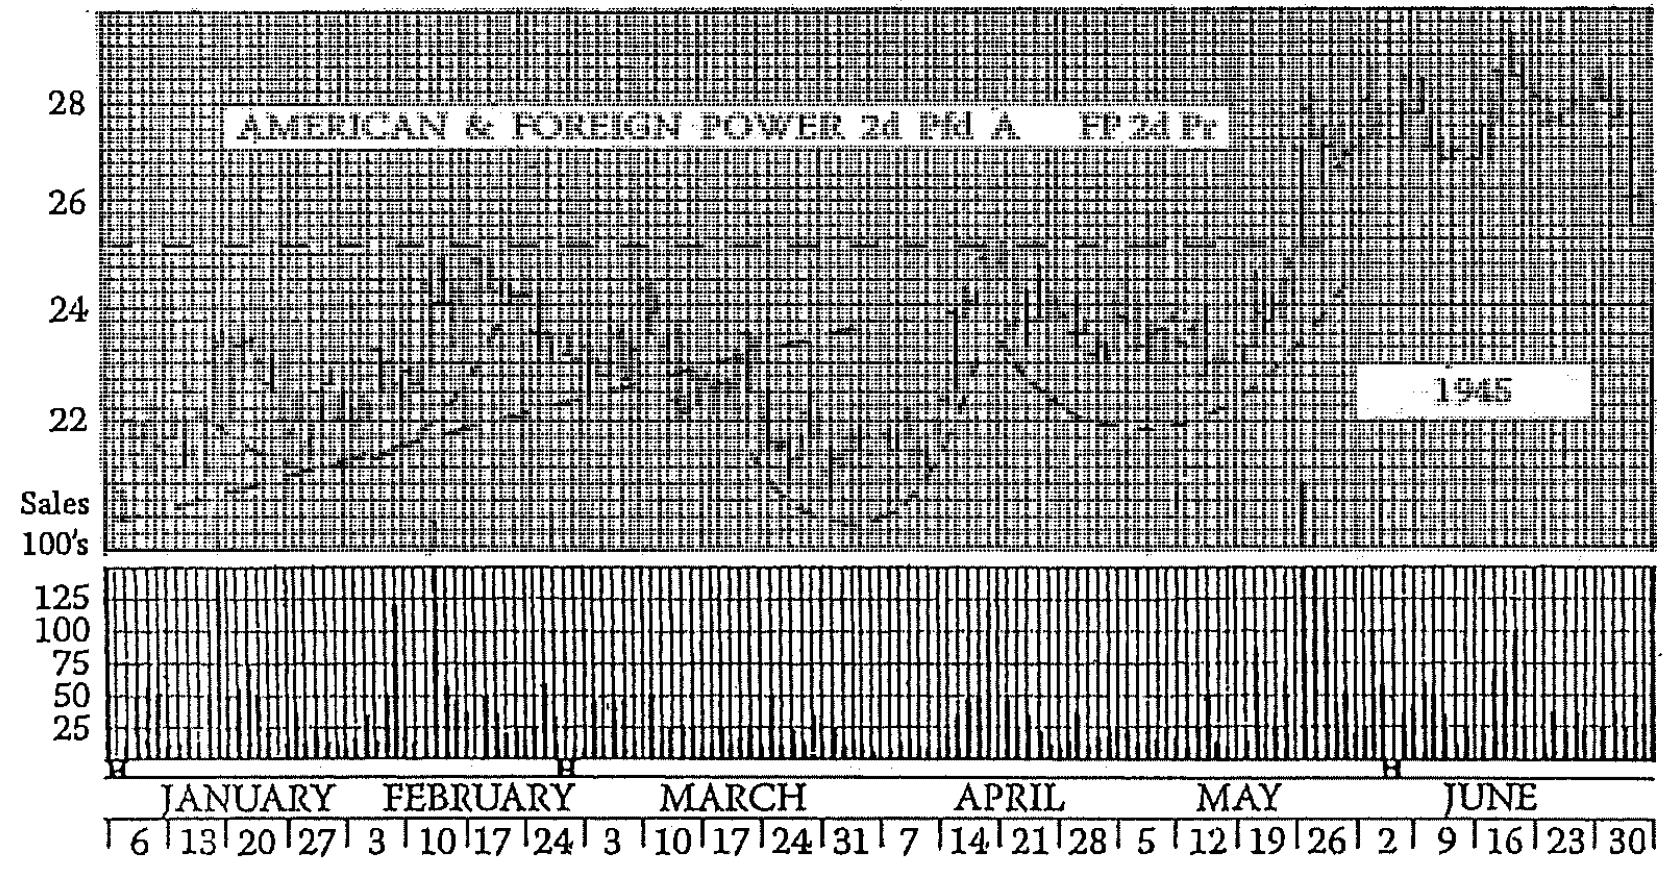 28
AMERICAN & FOREIGN POWER 2d Pfd A FP 2d Pr
26
24
1945
22
Sales
100's
125
100
75
50
25
H H H
JANUARY FEBRUARY MARCH APRIL MAY JUNE
6 13 20 27 3 10 17 24 3 10 17 24 31 7 14 21 28 5 12 19 26 2 9 16 23 30